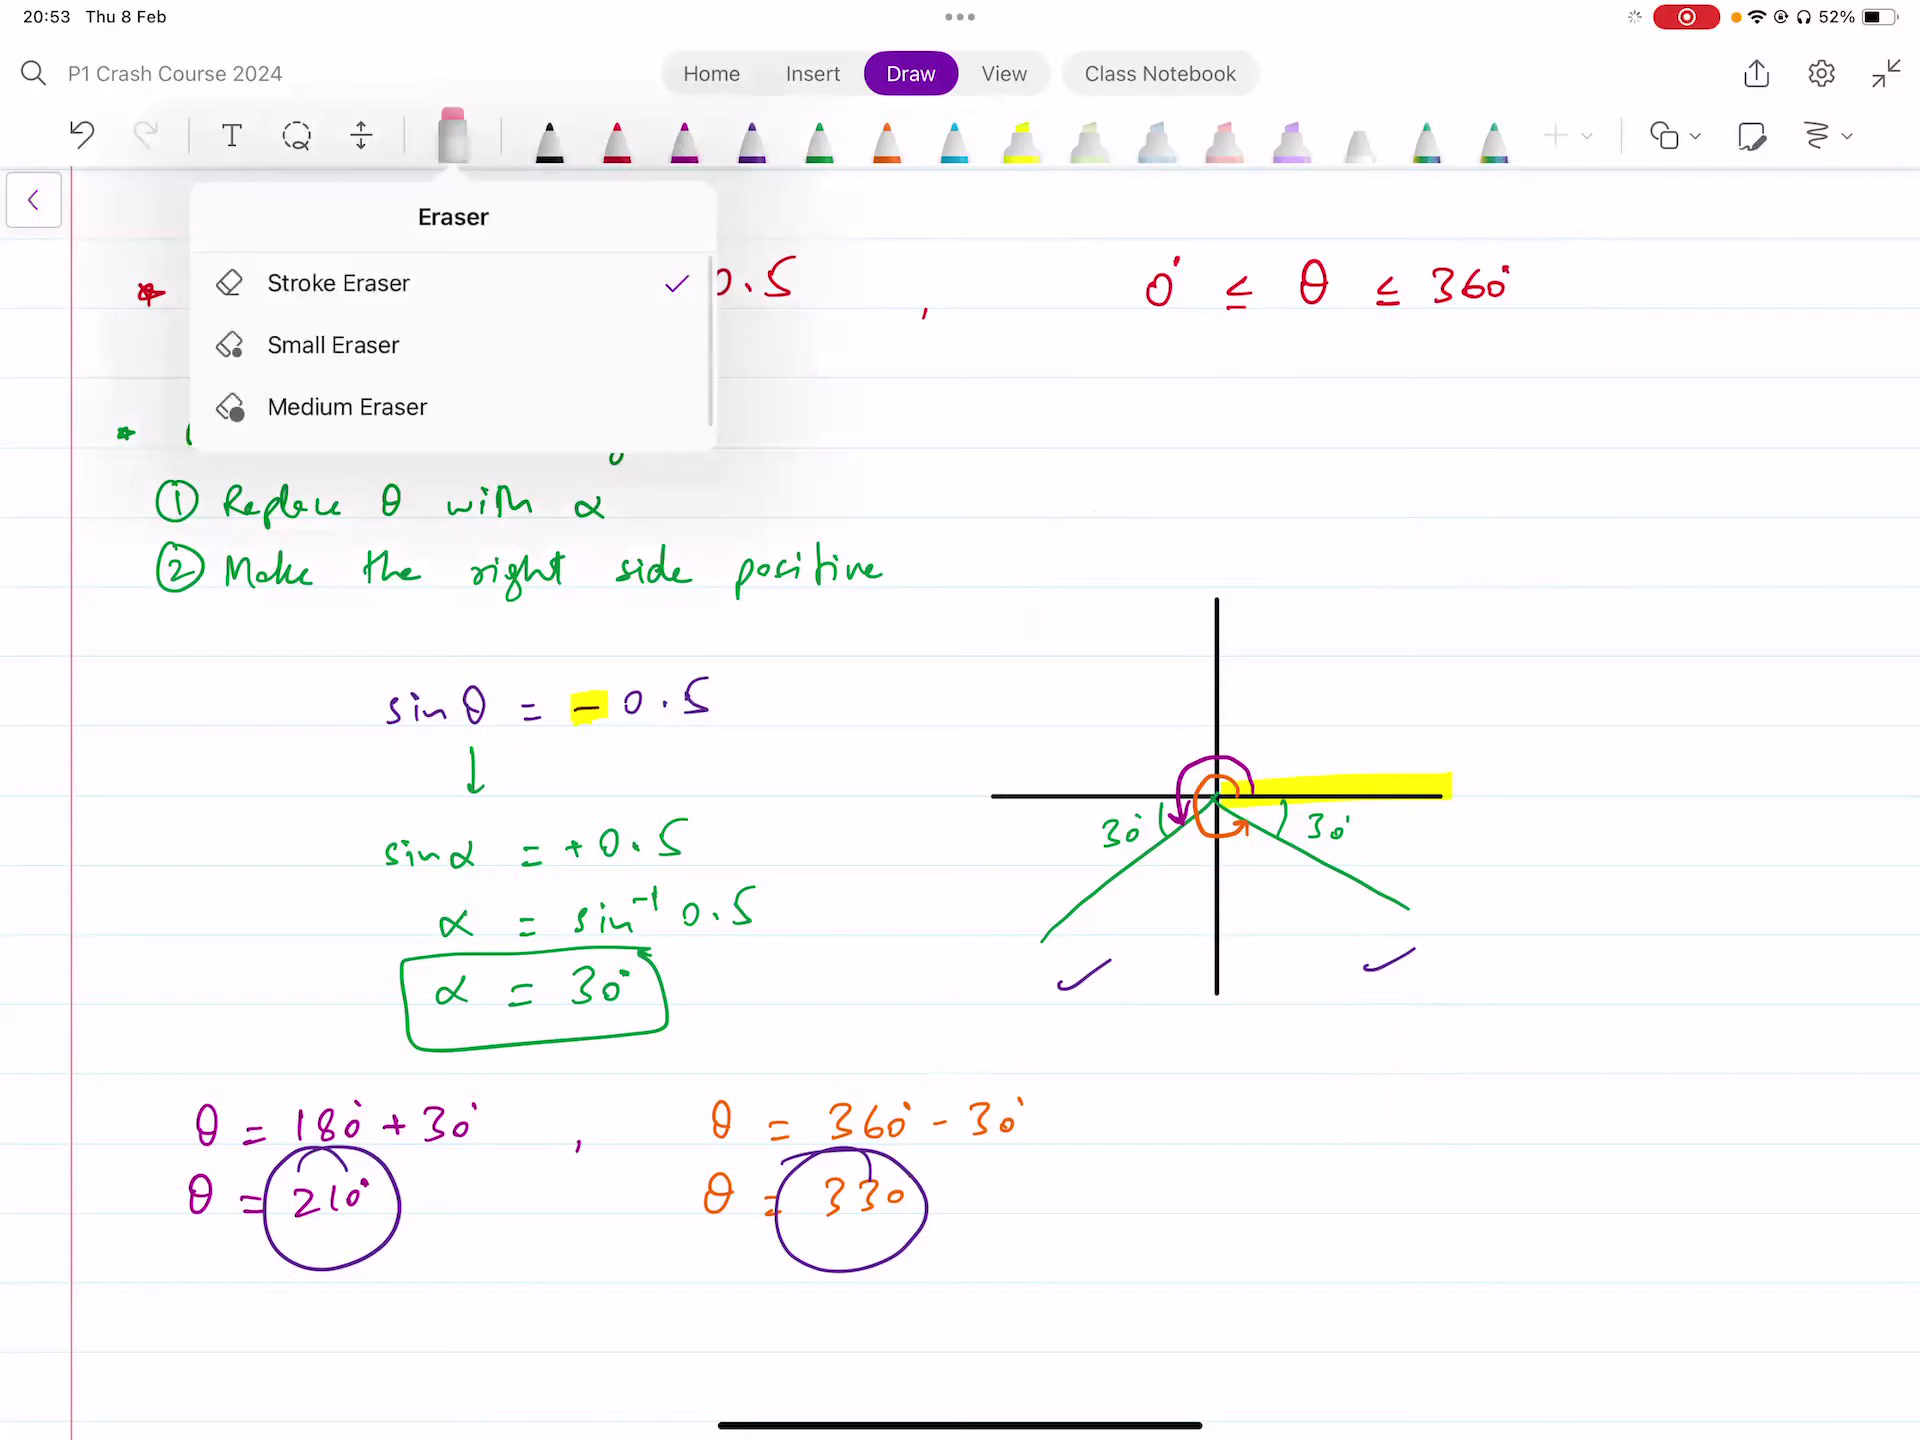 20:53 Thu 8 Feb 52%
P1 Crash Course 2024 Home Insert Draw View Class Notebook
T
Eraser
Stroke Eraser
Small Eraser
Medium Eraser
0.5 , 0° ≤ θ ≤ 360°
① Replace θ with α
② Make the right side positive
sin θ = - 0.5
↓
sin α = + 0.5
α = sin⁻¹ 0.5
α = 30°
30° 30°
θ = 180° + 30° , θ = 360° - 30°
θ = 210° θ = 330